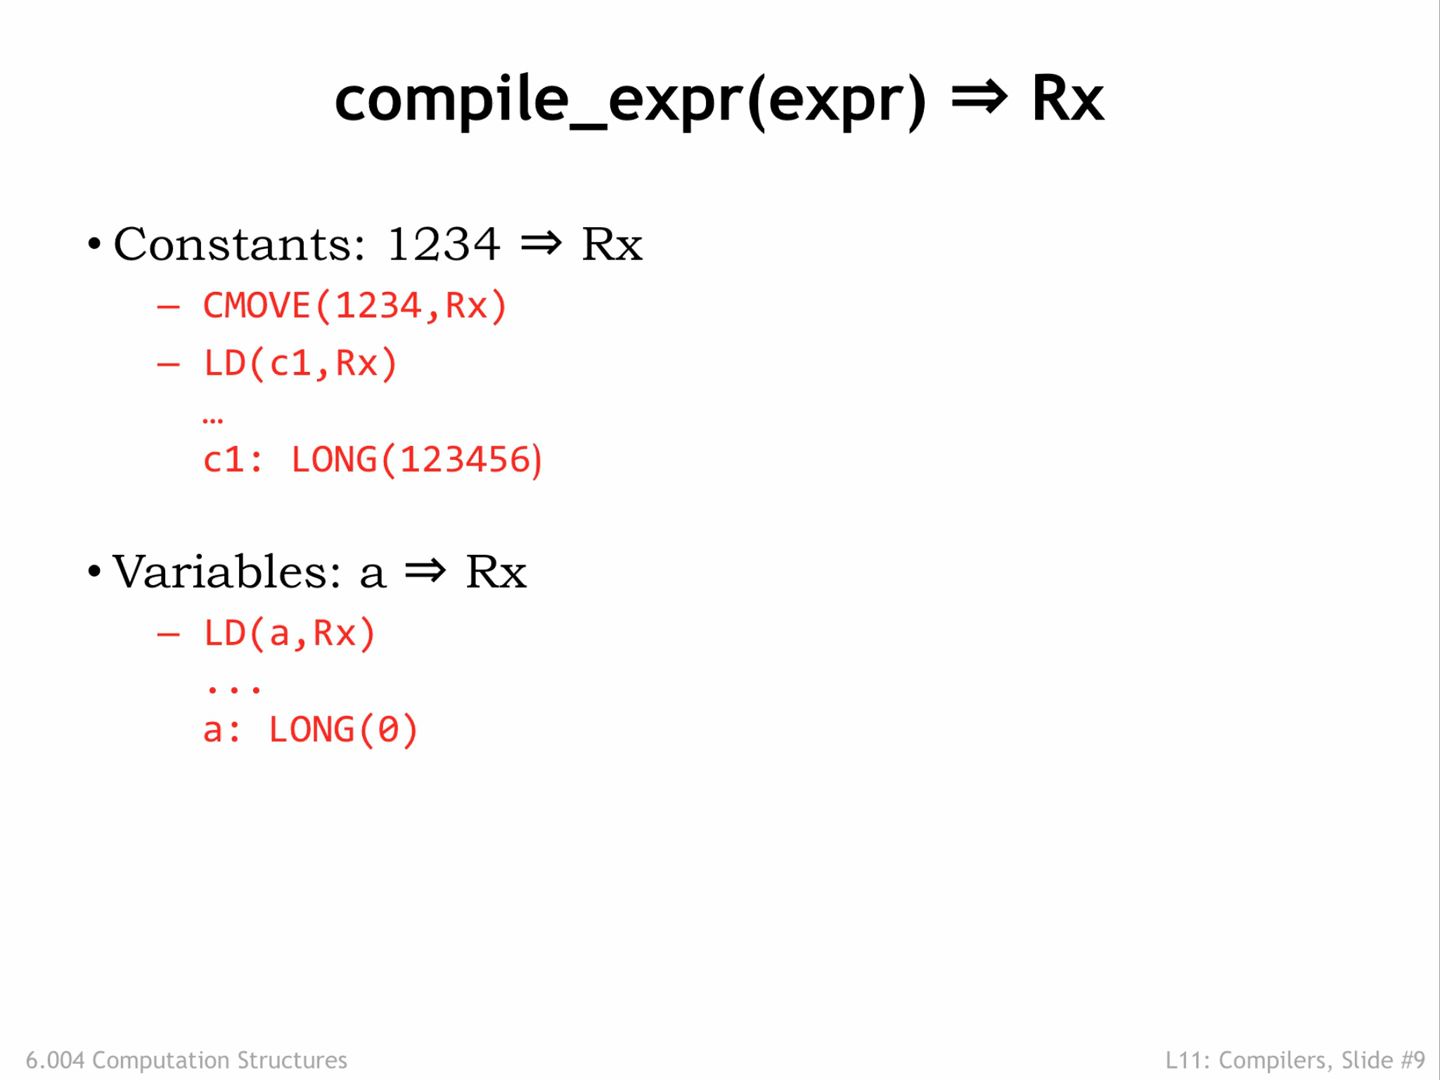 compile_expr(expr) ⇒ Rx
• Constants: 1234 ⇒ Rx
– CMOVE(1234,Rx)
– LD(c1,Rx)
…
c1: LONG(123456)
• Variables: a ⇒ Rx
– LD(a,Rx)
...
a: LONG(0)
6.004 Computation Structures
L11: Compilers, Slide #9